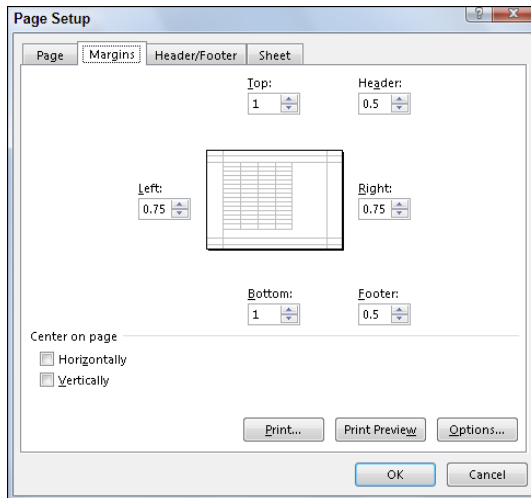 Page Setup
?
Page Margins Header/Footer Sheet
Top: Header:
1 0.5
Left: Right:
0.75 0.75
Bottom: Footer:
1 0.5
Center on page
Horizontally
Vertically
Print... Print Preview Options...
OK Cancel